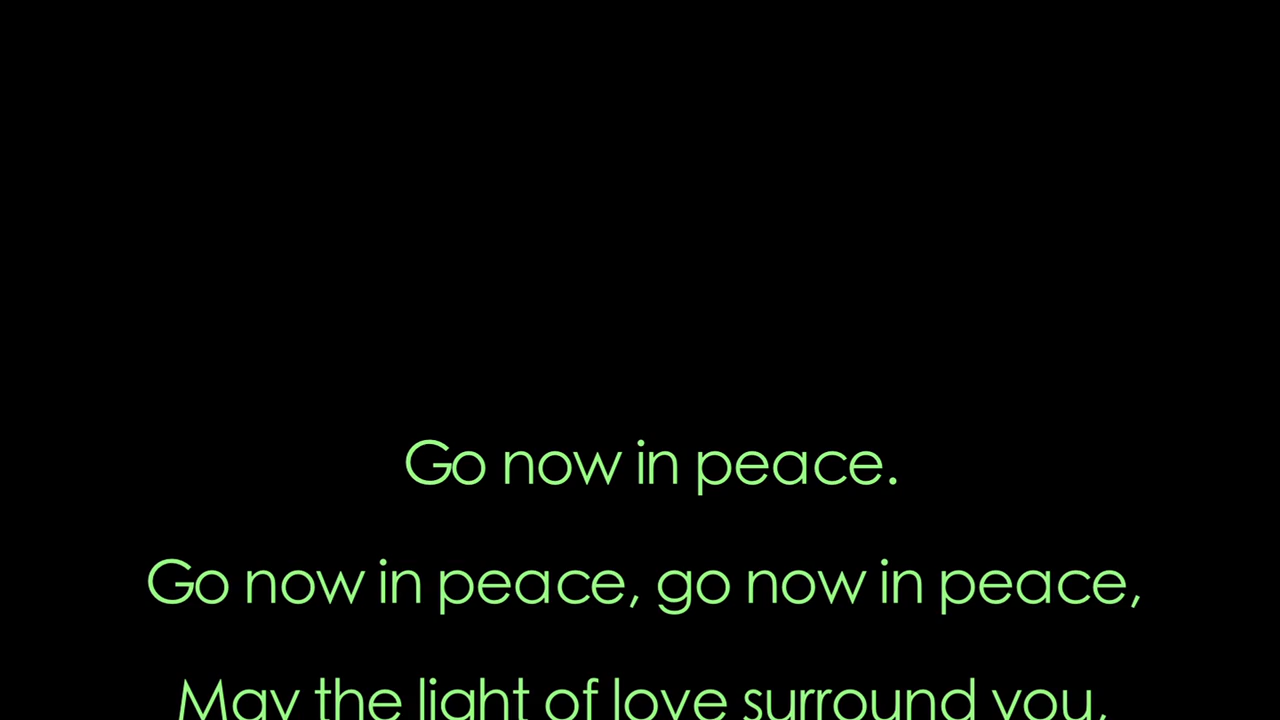 Go now in peace.
Go now in peace, go now in peace,
May the light of love surround you,